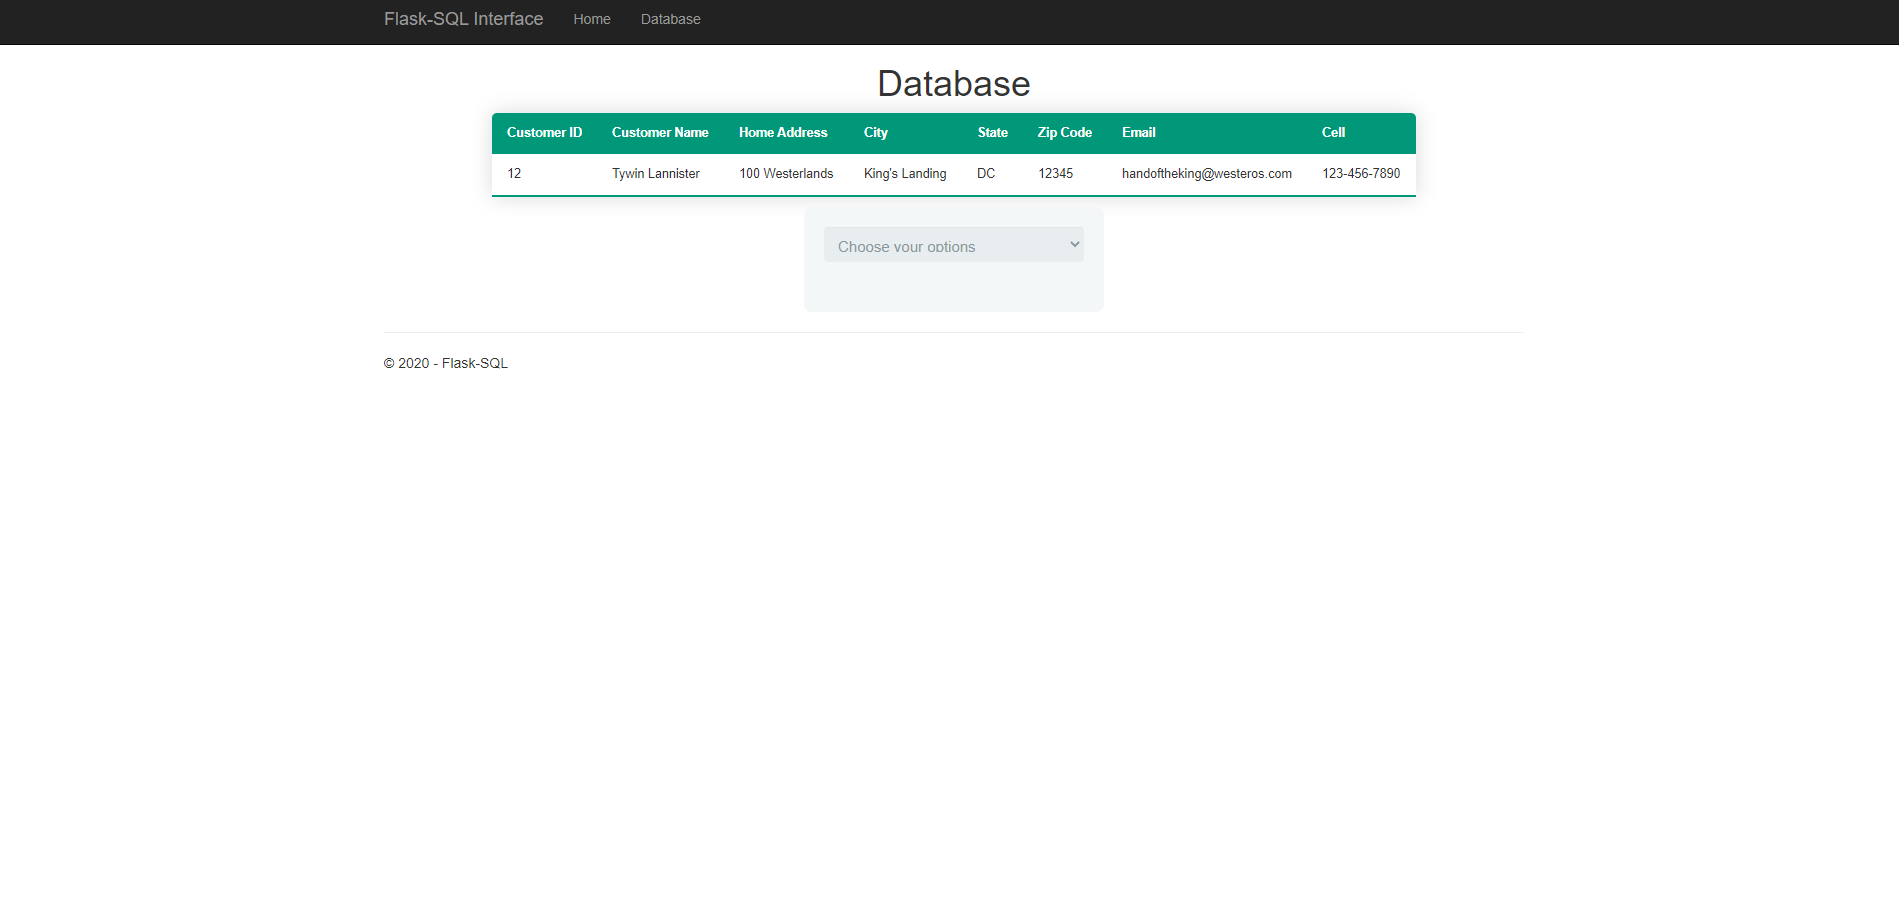 Flask-SQL Interface Home Database
Database
Customer ID Customer Name Home Address City State Zip Code Email Cell
12 Tywin Lannister 100 Westerlands King's Landing DC 12345 handoftheking@westeros.com 123-456-7890
Choose your options
© 2020 - Flask-SQL